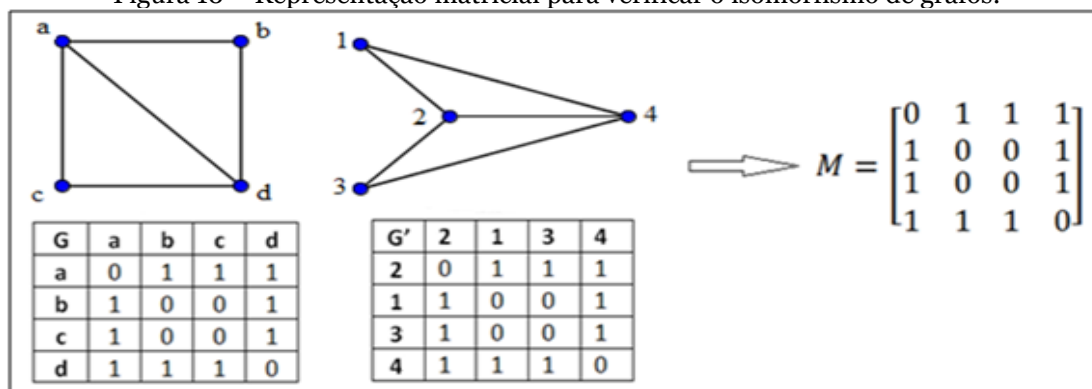 Figura 18 – Representação matricial para verificar o isomorfismo de grafos.
a b
c d
1
2 4
3
M =
0 1 1 1
1 0 0 1
1 0 0 1
1 1 1 0
G a b c d
a 0 1 1 1
b 1 0 0 1
c 1 0 0 1
d 1 1 1 0
G′ 2 1 3 4
2 0 1 1 1
1 1 0 0 1
3 1 0 0 1
4 1 1 1 0